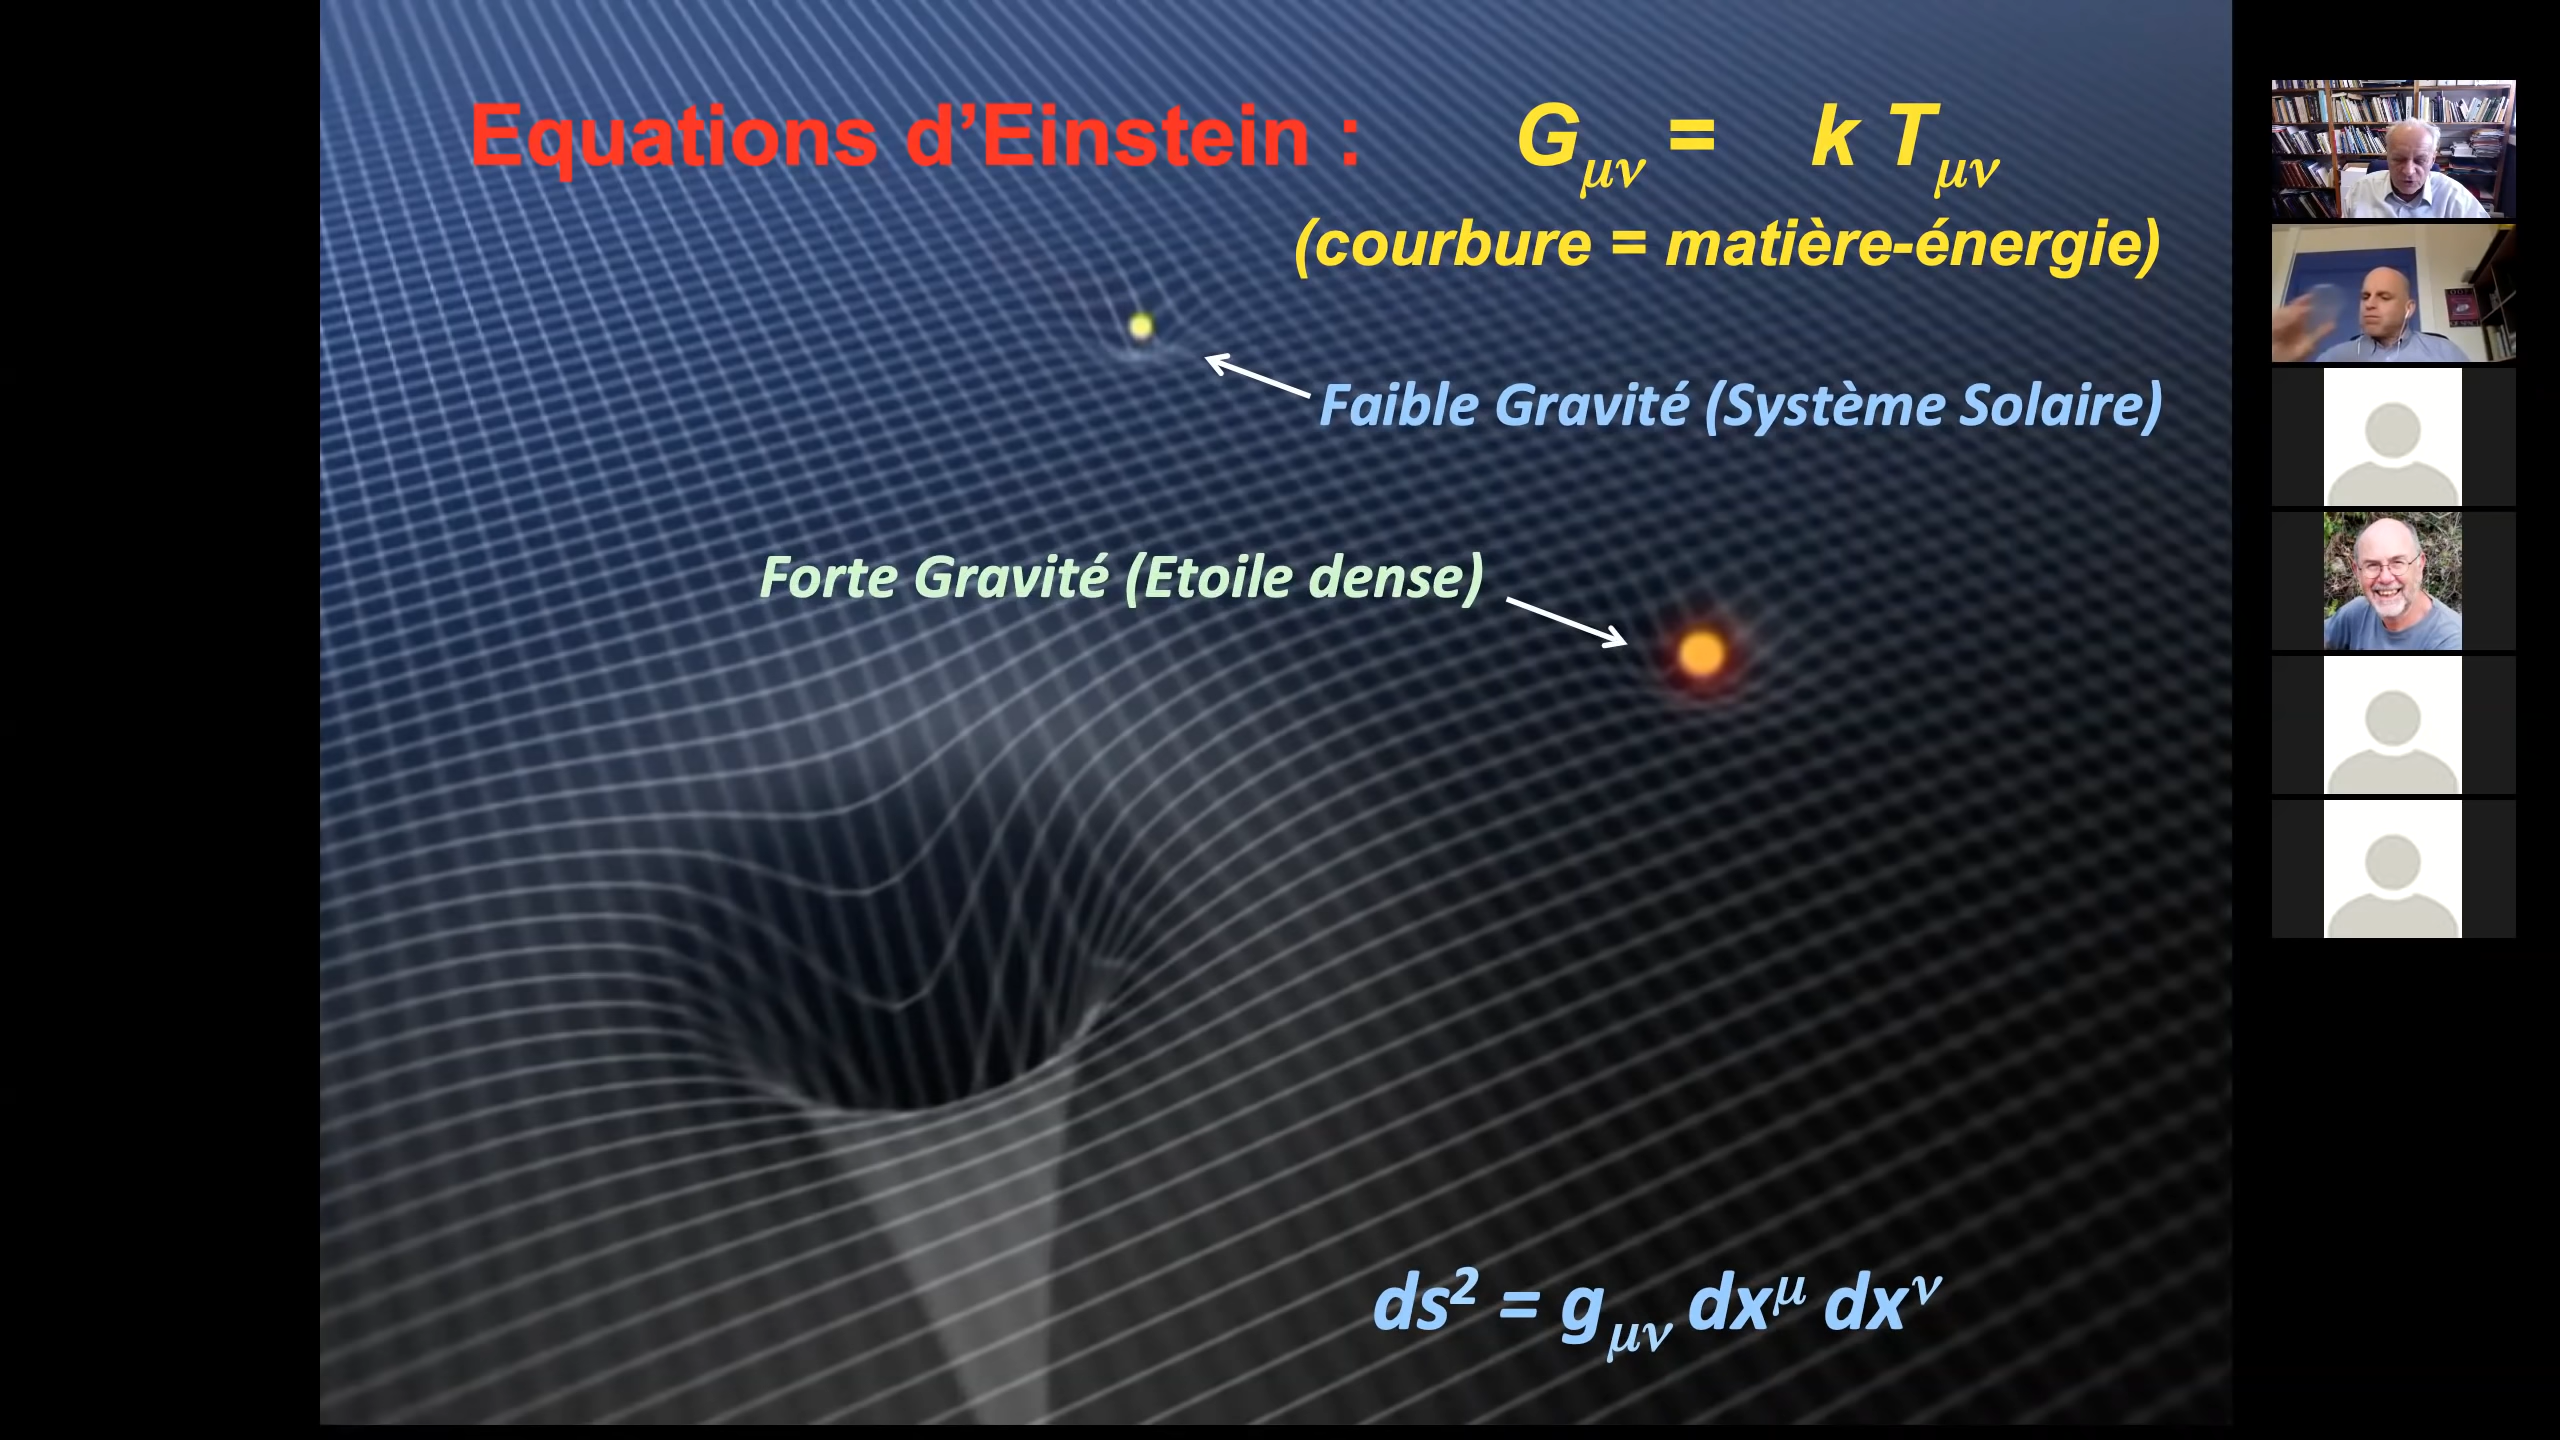 Equations d’Einstein : G_μν = k T_μν
(courbure = matière-énergie)
Faible Gravité (Système Solaire)
Forte Gravité (Etoile dense)
ds² = g_μν dx^μ dx^ν